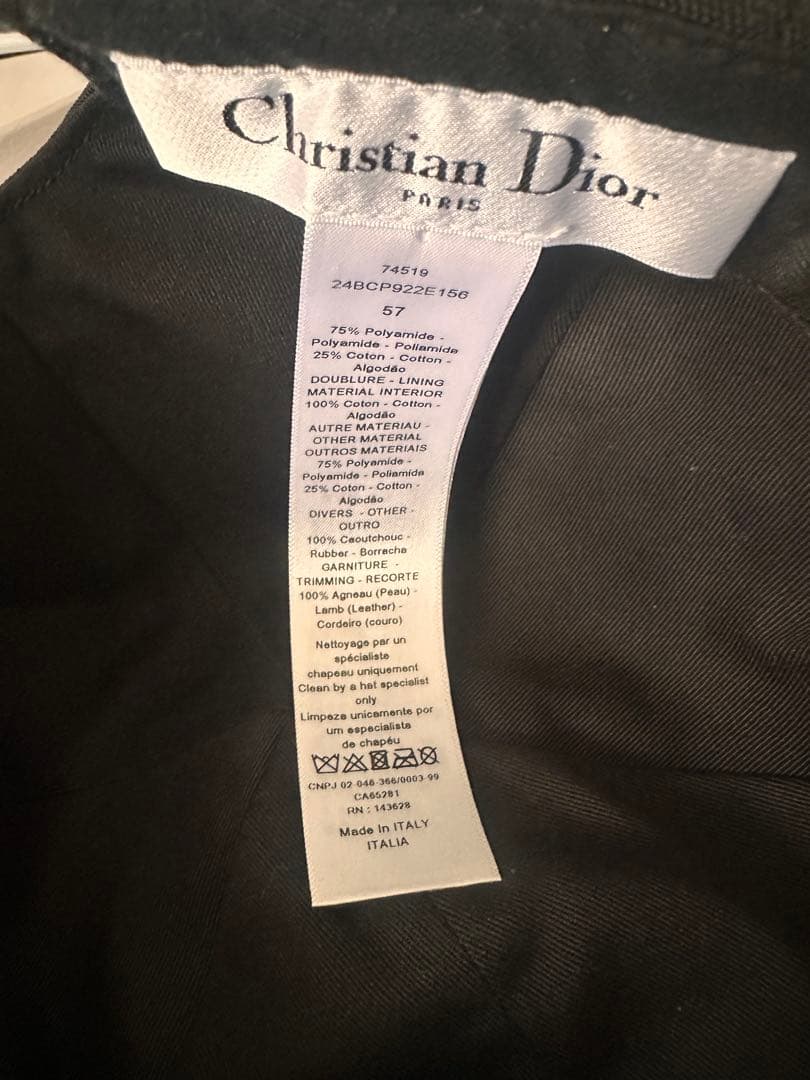 Christian Dior
PARIS
74519
24BCP922E156
57
75% Polyamide -
Polyamide - Poliamida
25% Coton - Cotton -
Algodão
DOUBLURE - LINING
MATERIAL INTERIOR
100% Coton - Cotton -
Algodão
AUTRE MATERIAU -
OTHER MATERIAL
OUTROS MATERIAIS
75% Polyamide -
Polyamide - Poliamida
25% Coton - Cotton -
Algodão
DIVERS - OTHER -
OUTRO
100% Caoutchouc -
Rubber - Borracha
GARNITURE -
TRIMMING - RECORTE
100% Agneau (Peau) -
Lamb (Leather) -
Cordeiro (couro)
Nettoyage par un
spécialiste
chapeau uniquement
Clean by a hat specialist
only
Limpeza unicamente por
um especialista
de chapéu
CNPJ 02-046-366/0003-99
CA65281
RN : 143628
Made In ITALY
ITALIA